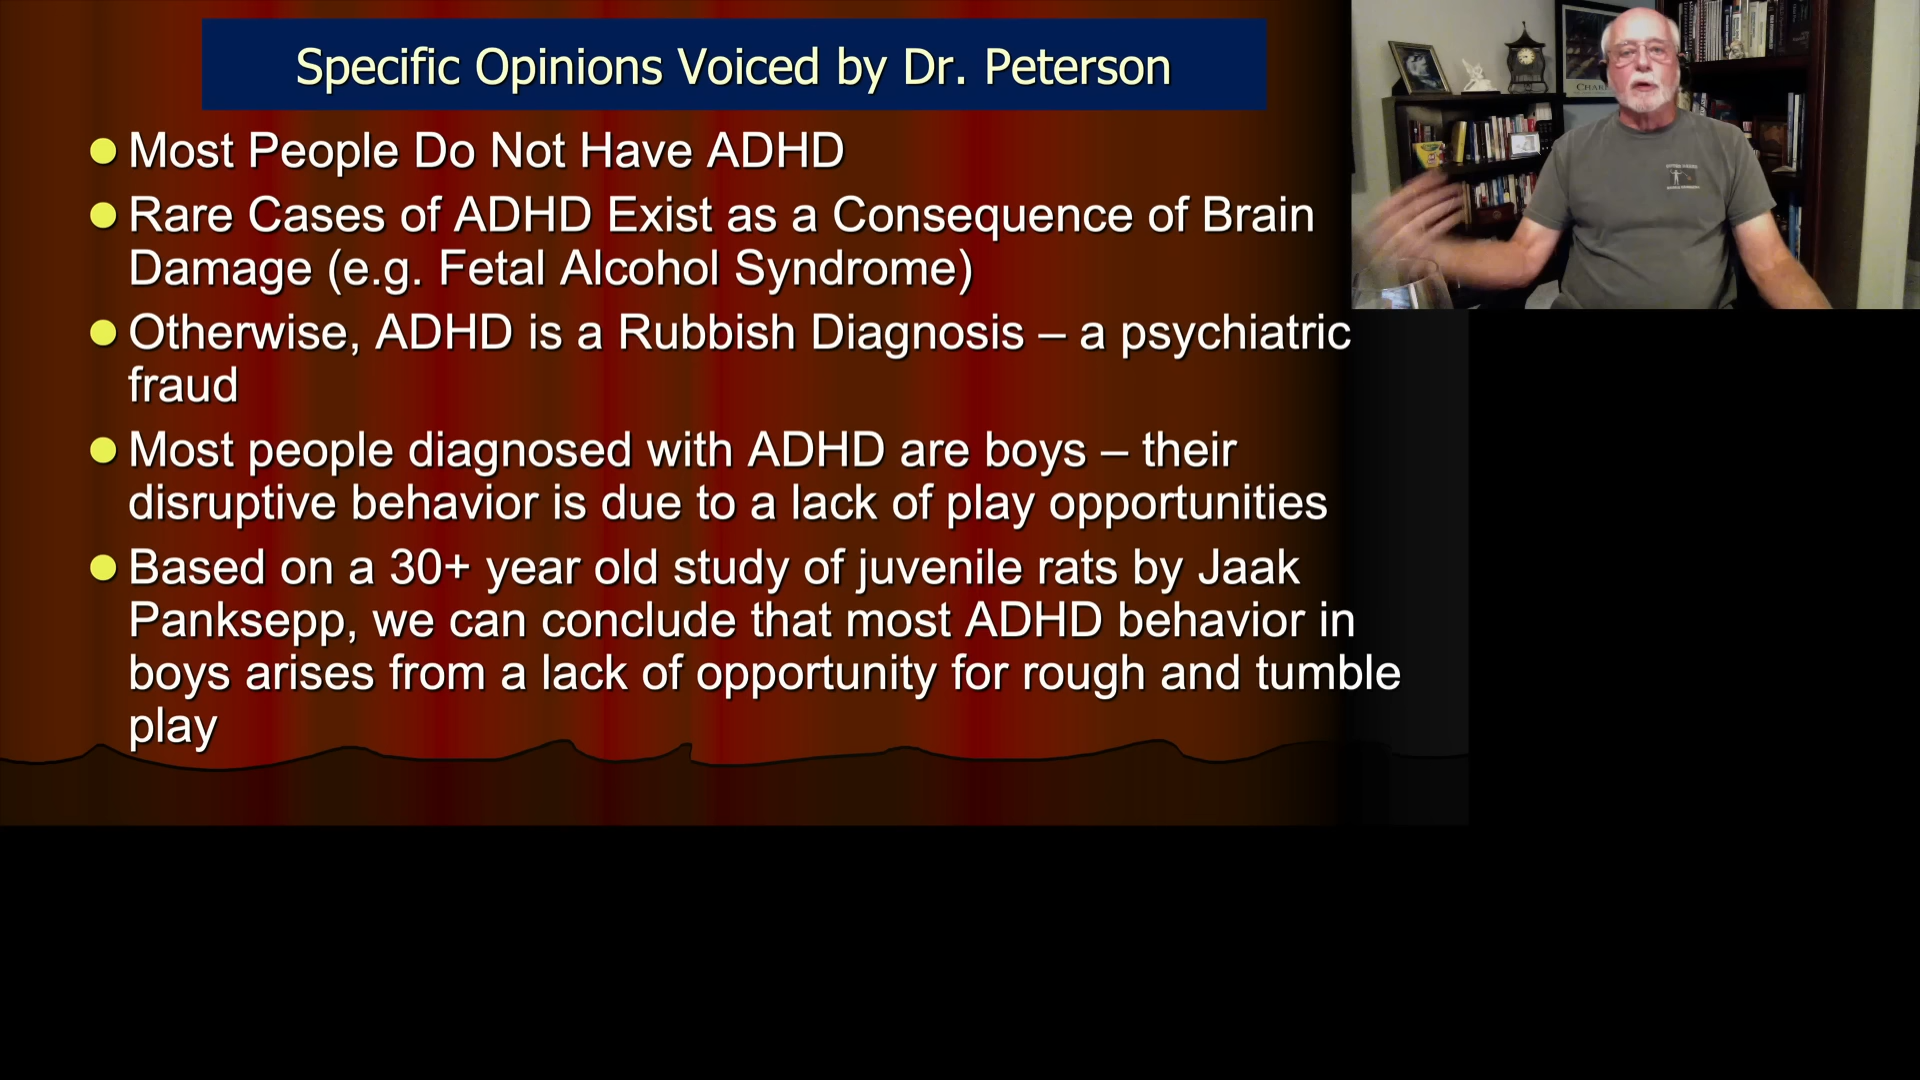 Specific Opinions Voiced by Dr. Peterson
Most People Do Not Have ADHD
Rare Cases of ADHD Exist as a Consequence of Brain
Damage (e.g. Fetal Alcohol Syndrome)
Otherwise, ADHD is a Rubbish Diagnosis – a psychiatric
fraud
Most people diagnosed with ADHD are boys – their
disruptive behavior is due to a lack of play opportunities
Based on a 30+ year old study of juvenile rats by Jaak
Panksepp, we can conclude that most ADHD behavior in
boys arises from a lack of opportunity for rough and tumble
play